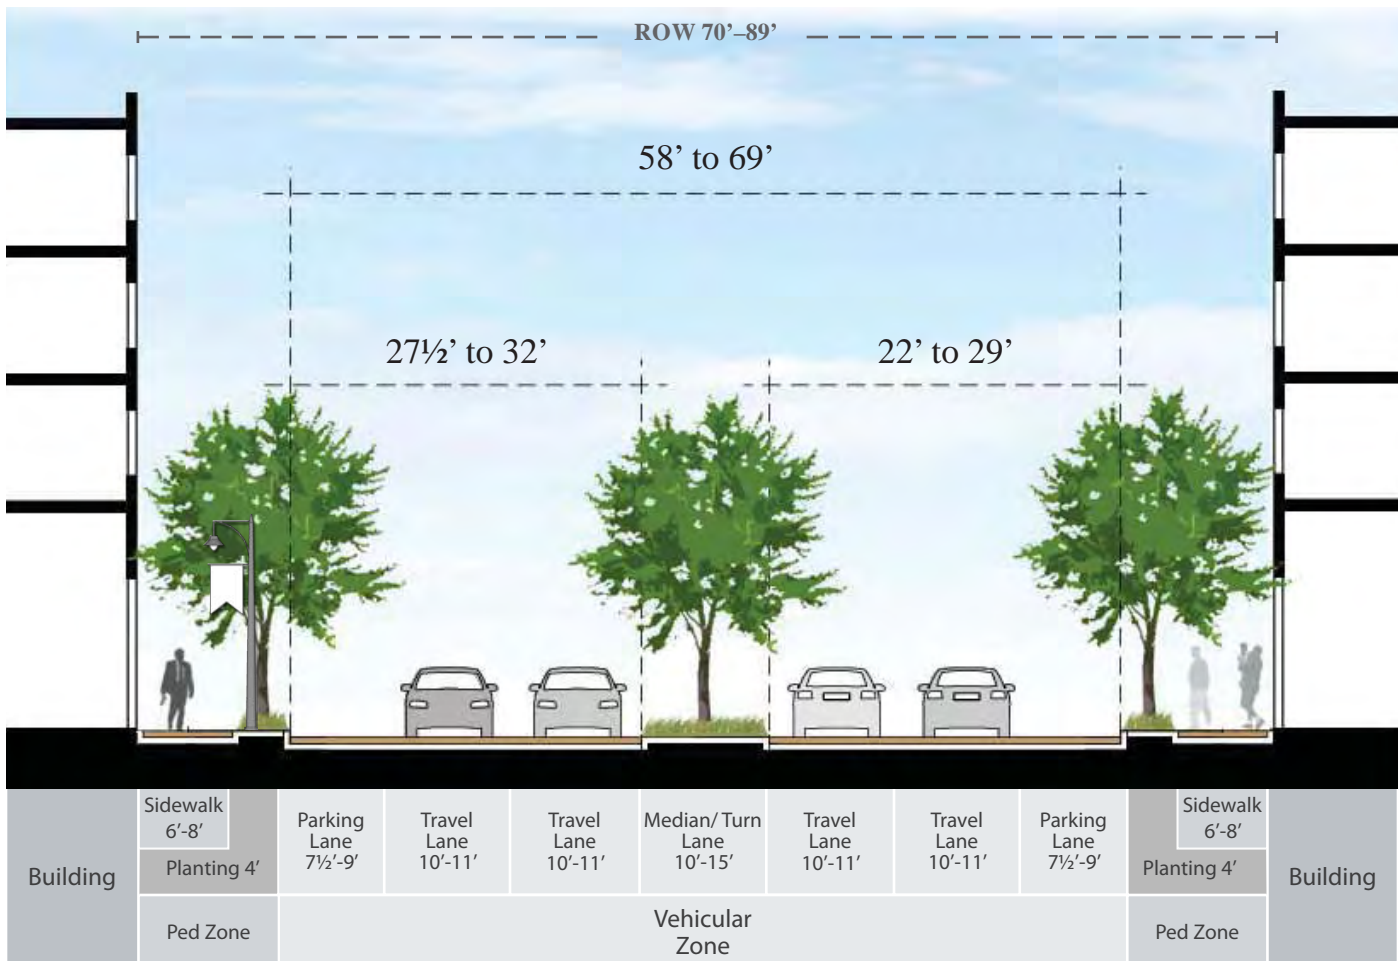 ROW 70’–89’
58’ to 69’
27½’ to 32’
22’ to 29’
Building
Sidewalk
6’-8’
Planting 4’
Parking
Lane
7½’-9’
Travel
Lane
10’-11’
Travel
Lane
10’-11’
Median/ Turn
Lane
10’-15’
Travel
Lane
10’-11’
Travel
Lane
10’-11’
Parking
Lane
7½’-9’
Sidewalk
6’-8’
Planting 4’
Building
Ped Zone
Vehicular
Zone
Ped Zone